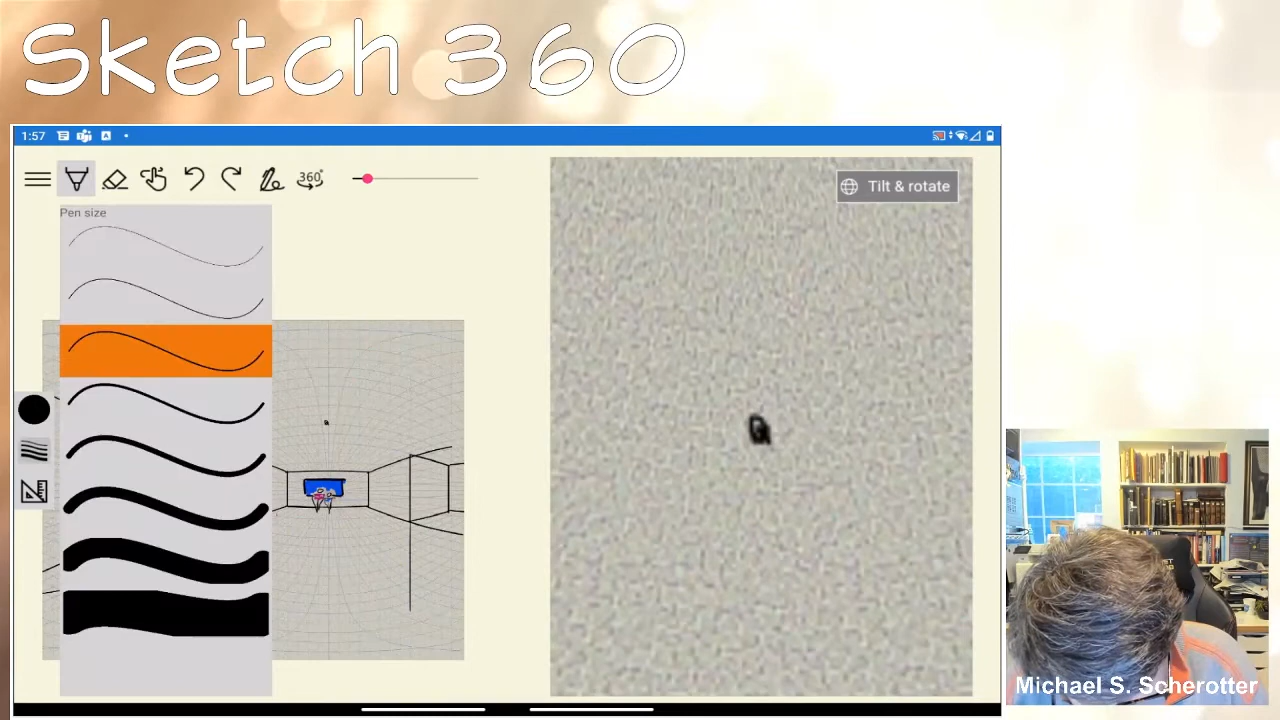 Sketch 360
1:57
360°
Tilt & rotate
Pen size
Michael S. Scherotter